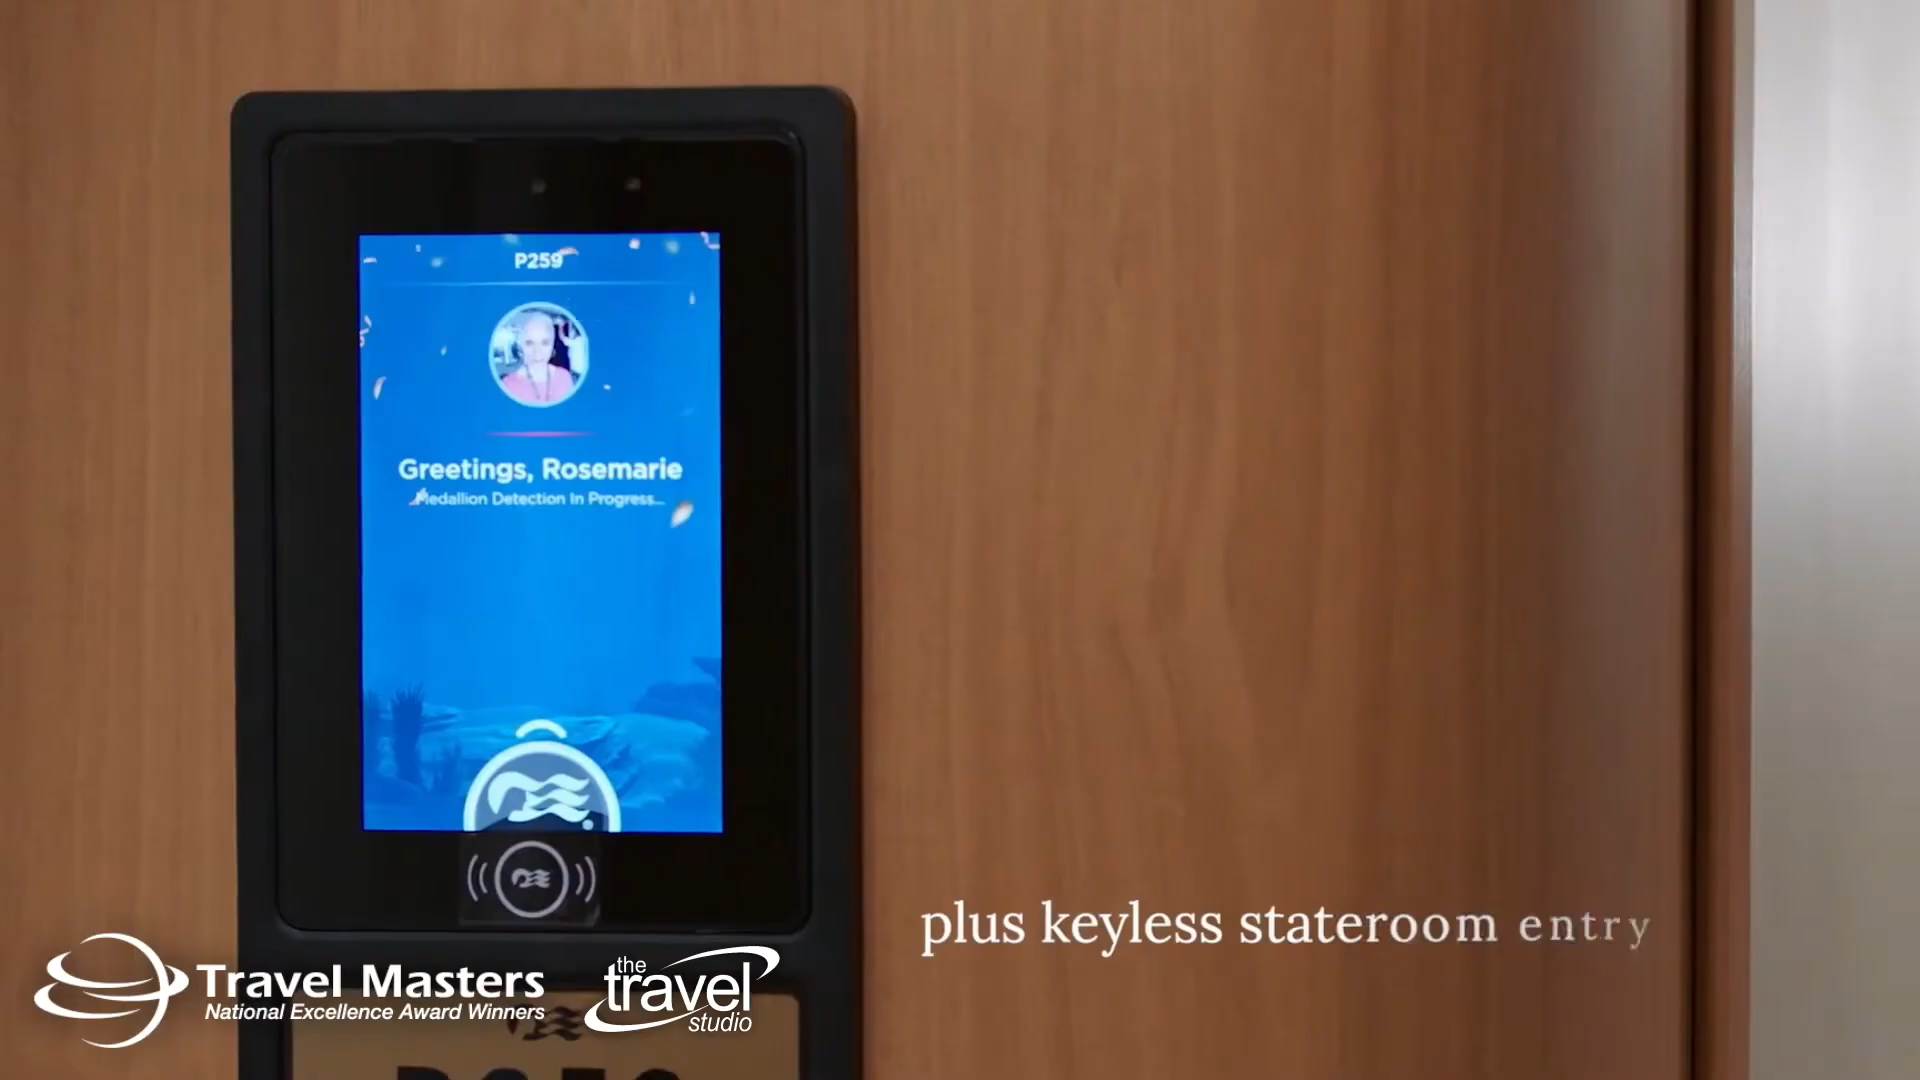 P259
Greetings, Rosemarie
Medallion Detection In Progress...
plus keyless stateroom entry
Travel Masters
National Excellence Award Winners
the
travel
studio